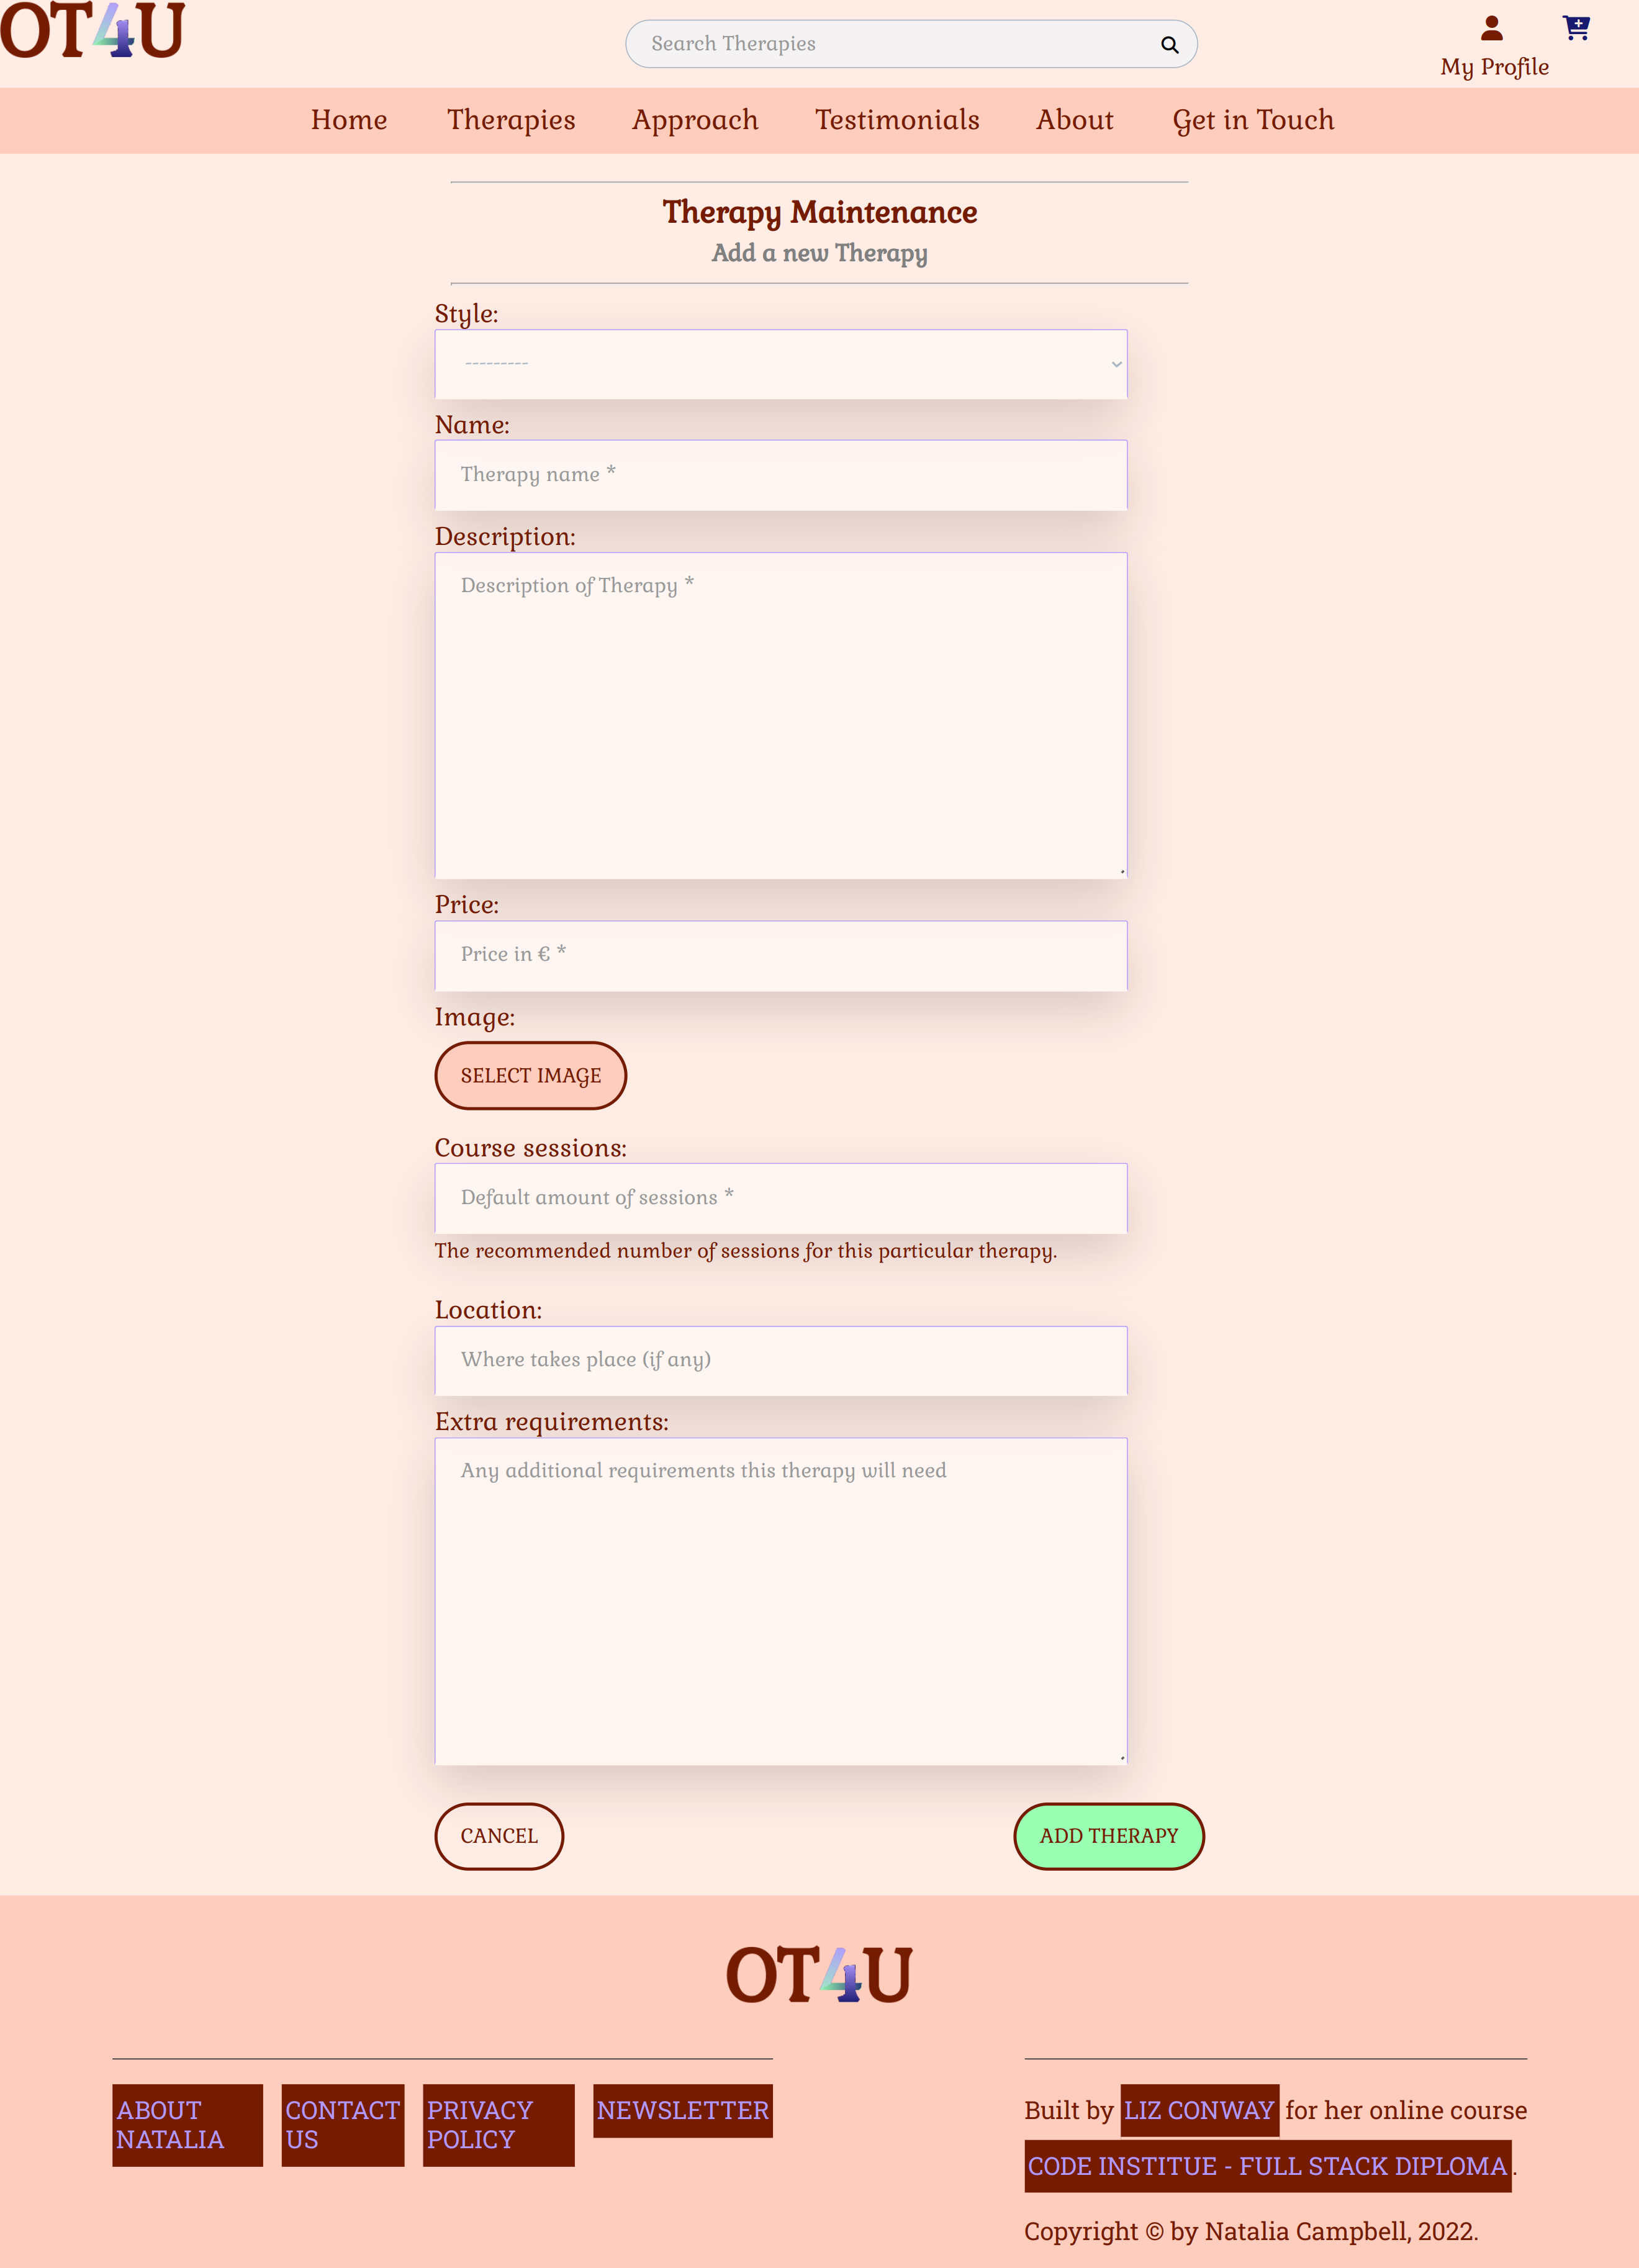 OT4U
Search Therapies
My Profile
Home Therapies Approach Testimonials About Get in Touch
Therapy Maintenance
Add a new Therapy
Style:
---------
Name:
Therapy name *
Description:
Description of Therapy *
Price:
Price in € *
Image:
SELECT IMAGE
Course sessions:
Default amount of sessions *
The recommended number of sessions for this particular therapy.
Location:
Where takes place (if any)
Extra requirements:
Any additional requirements this therapy will need
CANCEL
ADD THERAPY
OT4U
ABOUT
NATALIA
CONTACT
US
PRIVACY
POLICY
NEWSLETTER
Built by LIZ CONWAY for her online course
CODE INSTITUE - FULL STACK DIPLOMA.
Copyright © by Natalia Campbell, 2022.